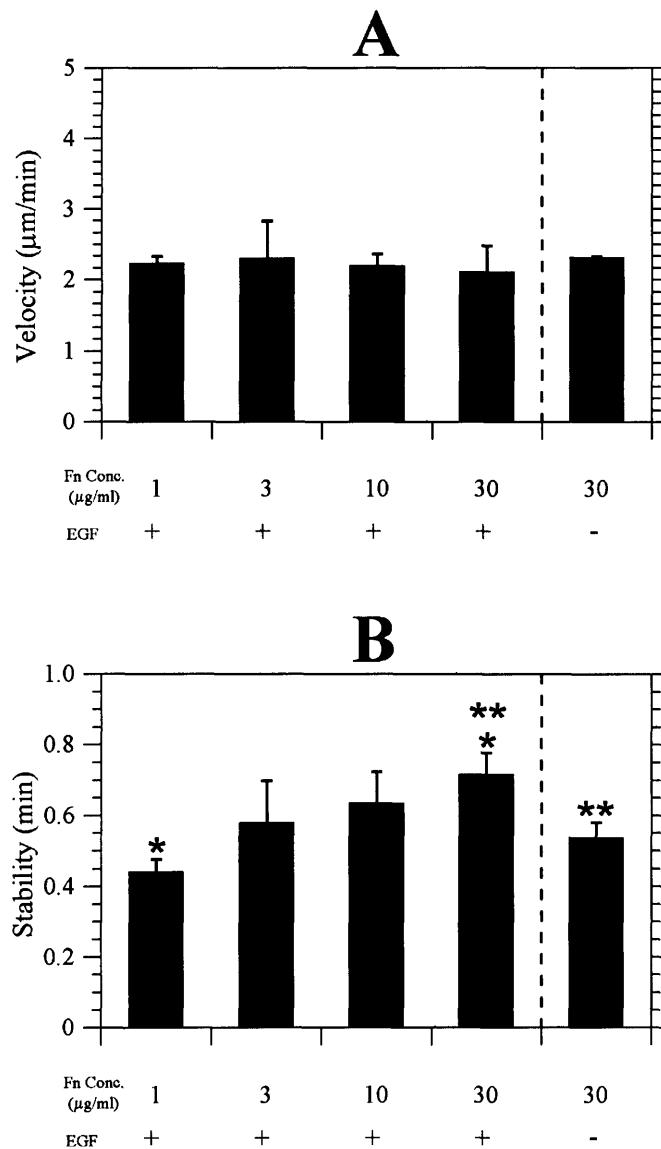 A
5
4
3
2
1
0
Velocity (μm/min)
Fn Conc. (μg/ml) 1 3 10 30 30
EGF + + + + -
B
1.0
0.8
0.6
0.4
0.2
0
Stability (min)
* ** * **
Fn Conc. (μg/ml) 1 3 10 30 30
EGF + + + + -